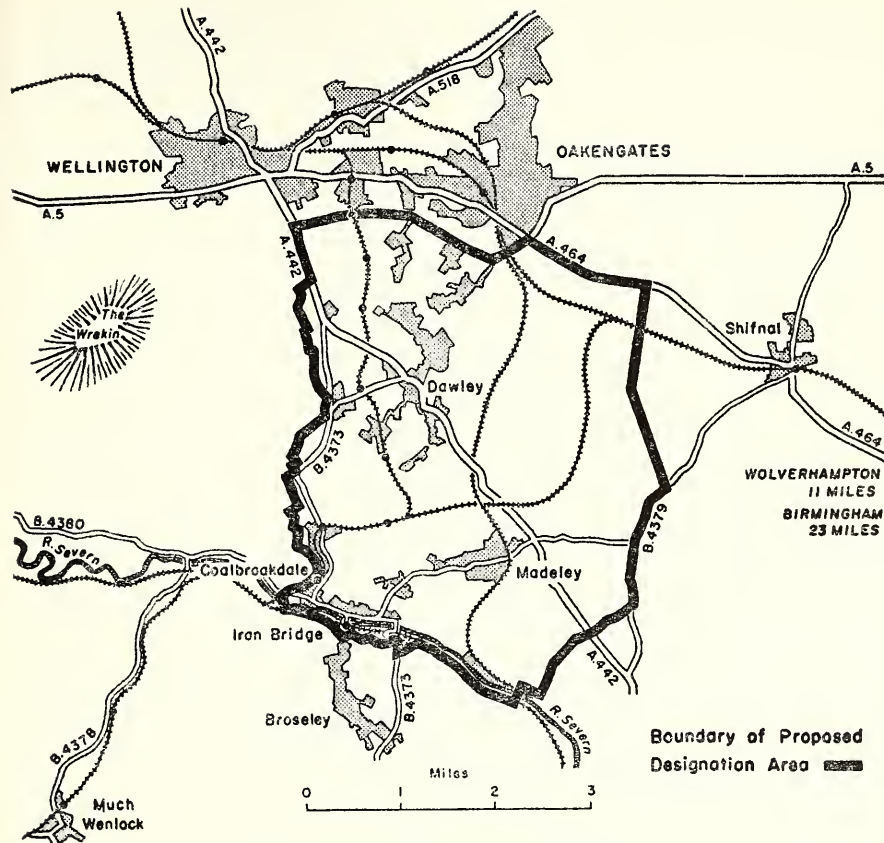 A.442
A.518
WELLINGTON
OAKENGATES
A.5
A.5
A.442
A.464
The
Wrekin
Shifnal
Dawley
A.464
B.4373
WOLVERHAMPTON
11 MILES
BIRMINGHAM
23 MILES
B.4379
B.4380
R. Severn
Coalbrookdale
Madeley
Iron Bridge
A.442
B.4373
Broseley
R. Severn
B.4378
Boundary of Proposed
Designation Area
Miles
0 1 2 3
Much
Wenlock